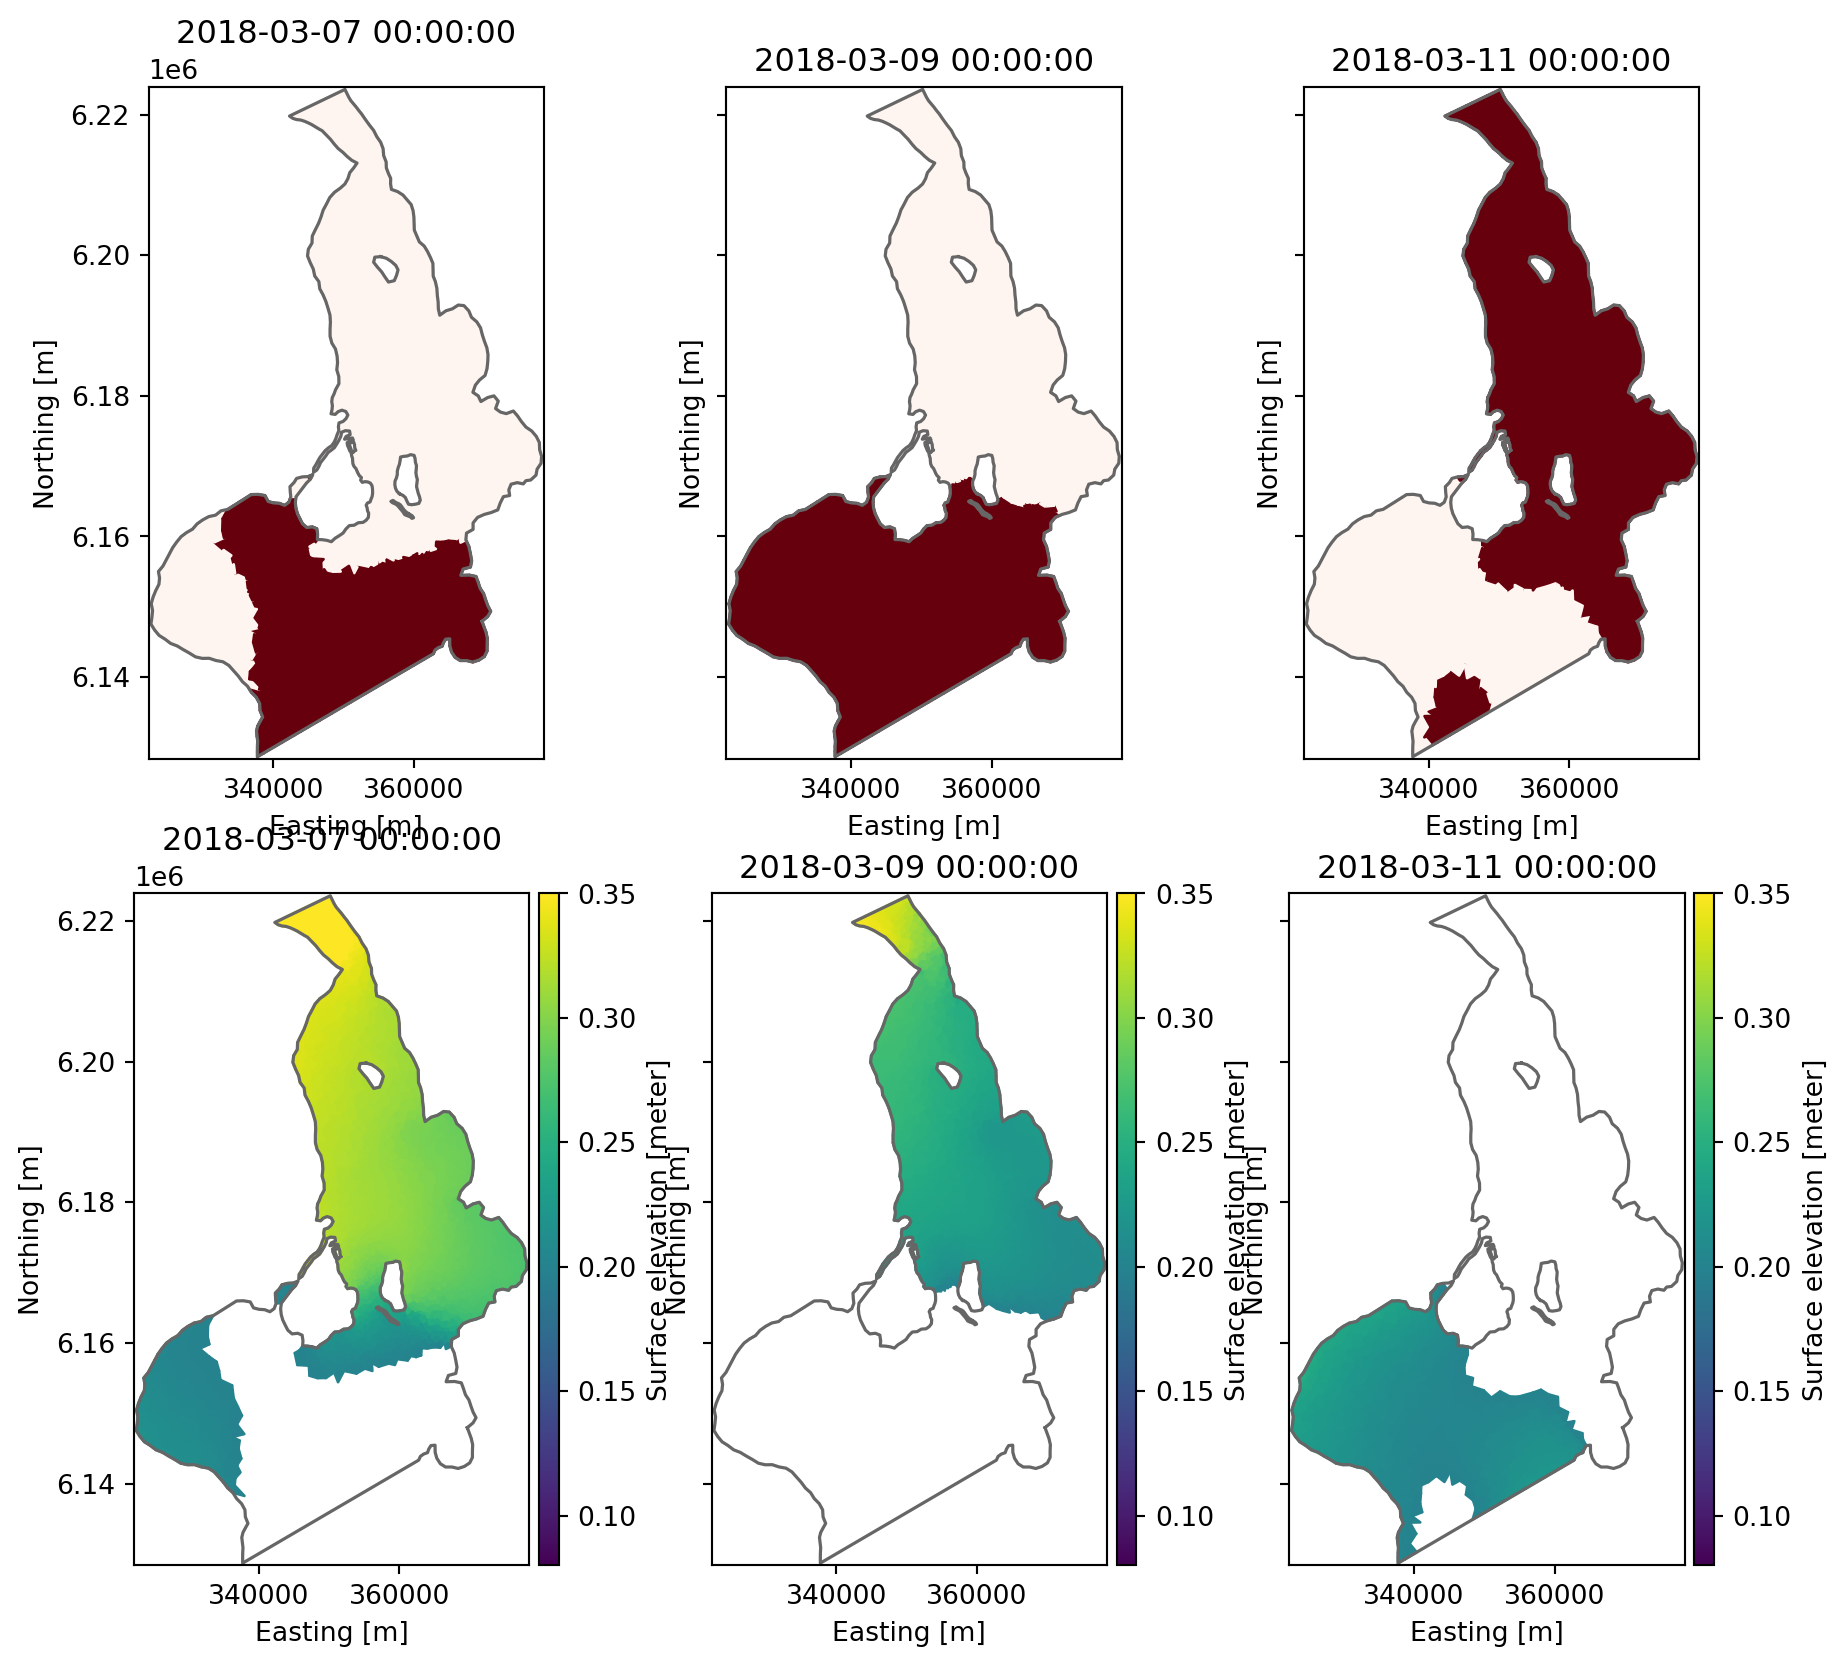 2018-03-07 00:00:00
2018-03-09 00:00:00
2018-03-11 00:00:00
1e6
6.22
6.20
6.18
6.16
6.14
Northing [m]
Northing [m]
Northing [m]
340000 360000
340000 360000
340000 360000
Easting [m]
Easting [m]
Easting [m]
2018-03-07 00:00:00
2018-03-09 00:00:00
2018-03-11 00:00:00
1e6
6.22
6.20
6.18
6.16
6.14
Northing [m]
0.35
0.30
0.25
0.20
0.15
0.10
Surface elevation [meter]
Northing [m]
0.35
0.30
0.25
0.20
0.15
0.10
Surface elevation [meter]
Northing [m]
0.35
0.30
0.25
0.20
0.15
0.10
Surface elevation [meter]
340000 360000
340000 360000
340000 360000
Easting [m]
Easting [m]
Easting [m]